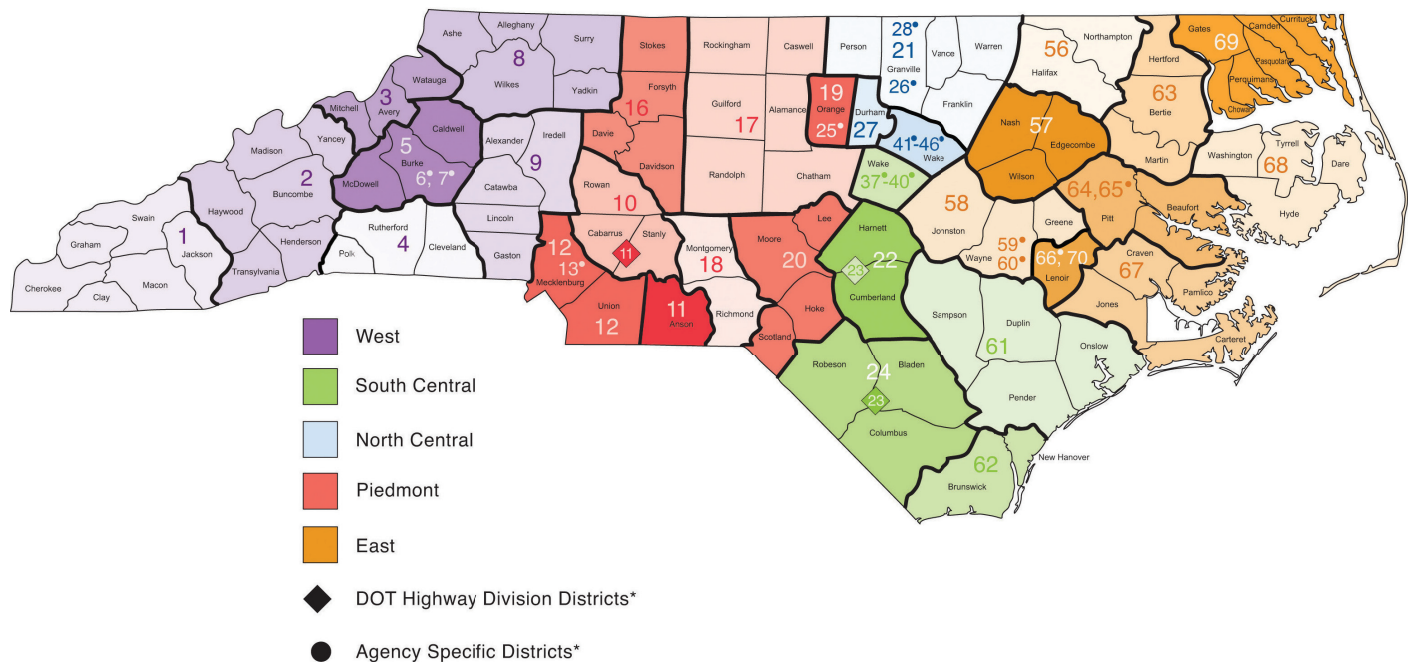 Ashe
Alleghany
Surry
8
Wilkes
Yadkin
Watauga
3
Mitchell
Avery
Caldwell
5
Burke
6•, 7•
McDowell
Alexander
Iredell
9
Catawba
Lincoln
Gaston
Madison
Yancey
2
Buncombe
Haywood
Henderson
Transylvania
Swain
1
Graham
Jackson
Macon
Cherokee
Clay
Rutherford
4
Polk
Cleveland
Stokes
Forsyth
16
Davie
Davidson
Rockingham
Caswell
Guilford
17
Alamance
Randolph
Chatham
Rowan
10
Cabarrus
Stanly
11
12
13•
Mecklenburg
Union
12
11
Anson
Montgomery
18
Richmond
Moore
Lee
20
Hoke
Scotland
19
Orange
25•
Durham
27
Person
28•
21
Granville
26•
Vance
Warren
Franklin
41•-46•
Wake
Wake
37•-40•
Harnett
23
22
Cumberland
Robeson
24
Bladen
23
Columbus
56
Northampton
Halifax
Nash
57
Edgecombe
Wilson
58
Johnston
Greene
59•
Wayne
60•
66•, 70
Lenoir
64,65•
Pitt
Beaufort
Craven
67
Jones
Pamlico
Carteret
Hertford
63
Bertie
Martin
Gates
69
Camden
Currituck
Pasquotank
Perquimans
Chowan
Washington
Tyrrell
68
Dare
Hyde
Sampson
Duplin
61
Onslow
Pender
62
Brunswick
New Hanover
West
South Central
North Central
Piedmont
East
DOT Highway Division Districts*
Agency Specific Districts*